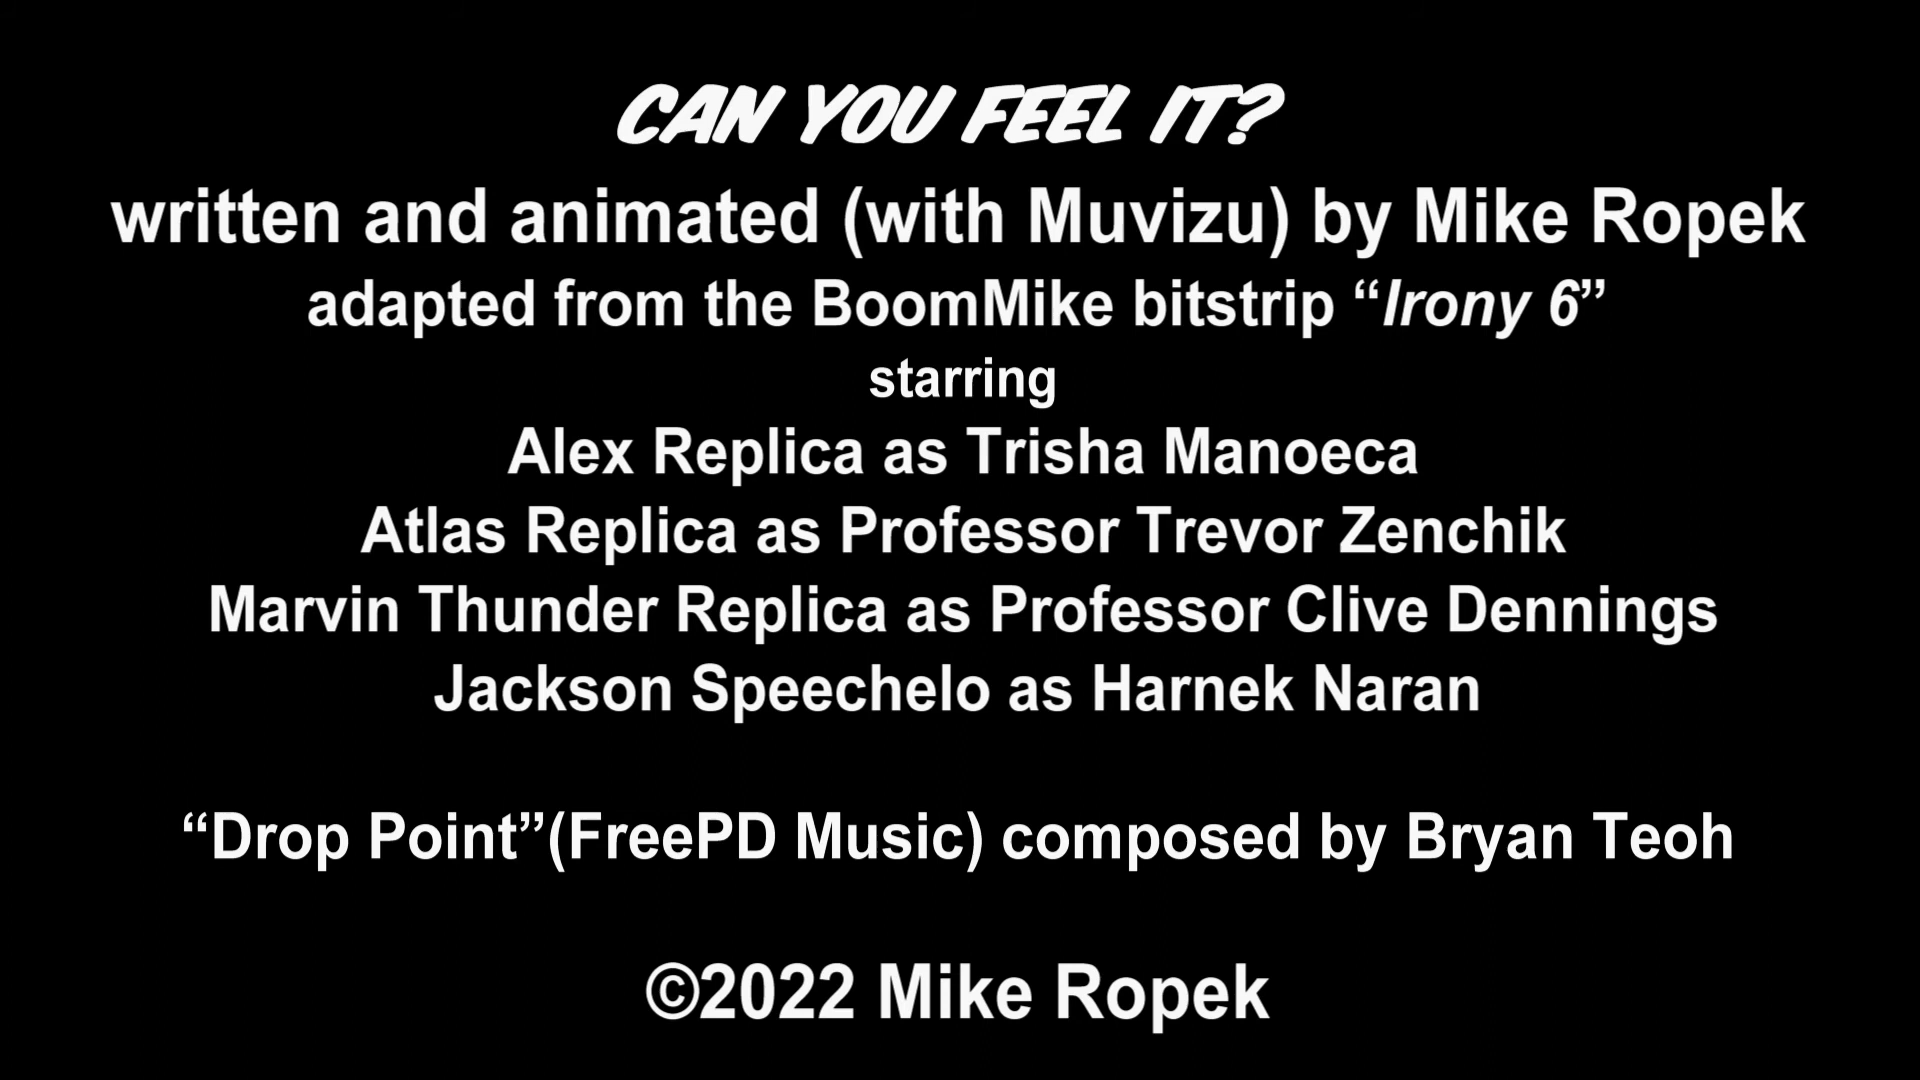 CAN YOU FEEL IT?
written and animated (with Muvizu) by Mike Ropek
adapted from the BoomMike bitstrip “Irony 6”
starring
Alex Replica as Trisha Manoeca
Atlas Replica as Professor Trevor Zenchik
Marvin Thunder Replica as Professor Clive Dennings
Jackson Speechelo as Harnek Naran
“Drop Point”(FreePD Music) composed by Bryan Teoh
©2022 Mike Ropek